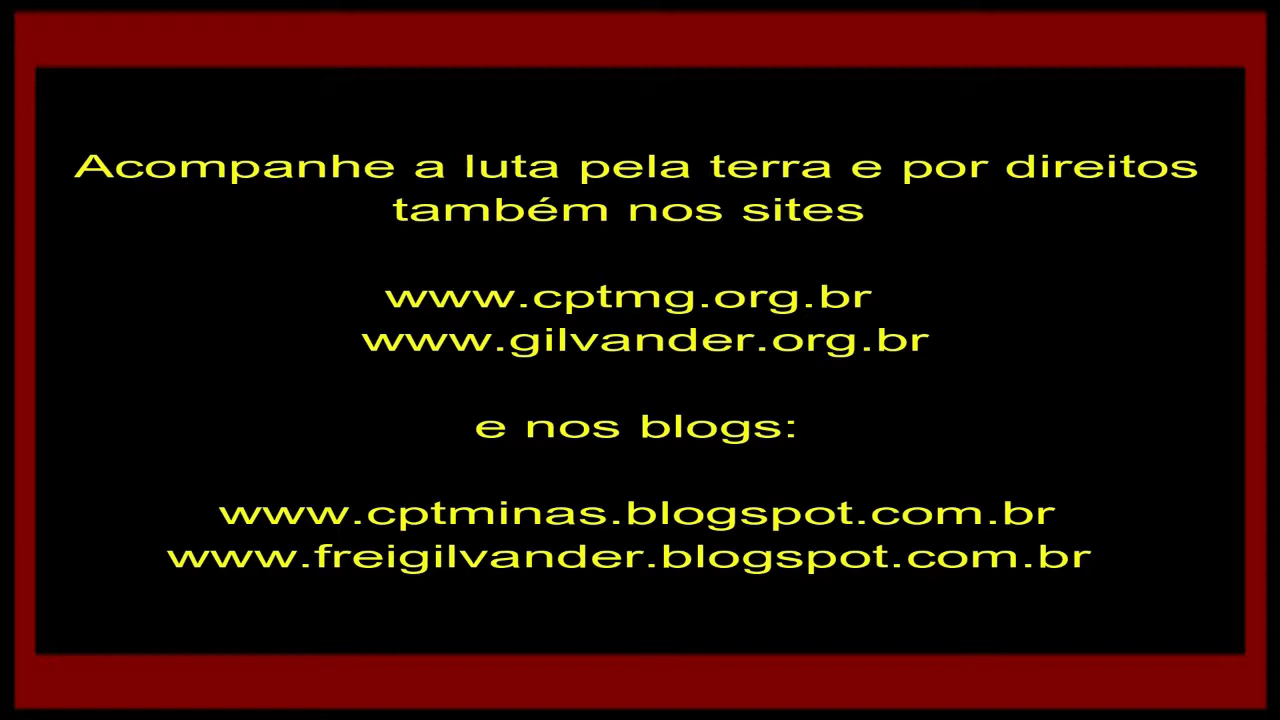 Acompanhe a luta pela terra e por direitos
também nos sites
www.cptmg.org.br
www.gilvander.org.br
e nos blogs:
www.cptminas.blogspot.com.br
www.freigilvander.blogspot.com.br